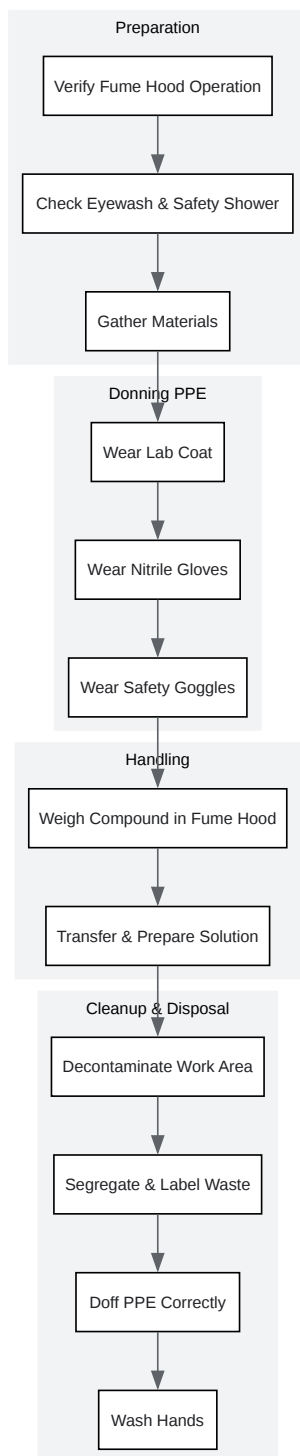 Preparation
Verify Fume Hood Operation
Check Eyewash & Safety Shower
Gather Materials
Donning PPE
Wear Lab Coat
Wear Nitrile Gloves
Wear Safety Goggles
Handling
Weigh Compound in Fume Hood
Transfer & Prepare Solution
Cleanup & Disposal
Decontaminate Work Area
Segregate & Label Waste
Doff PPE Correctly
Wash Hands